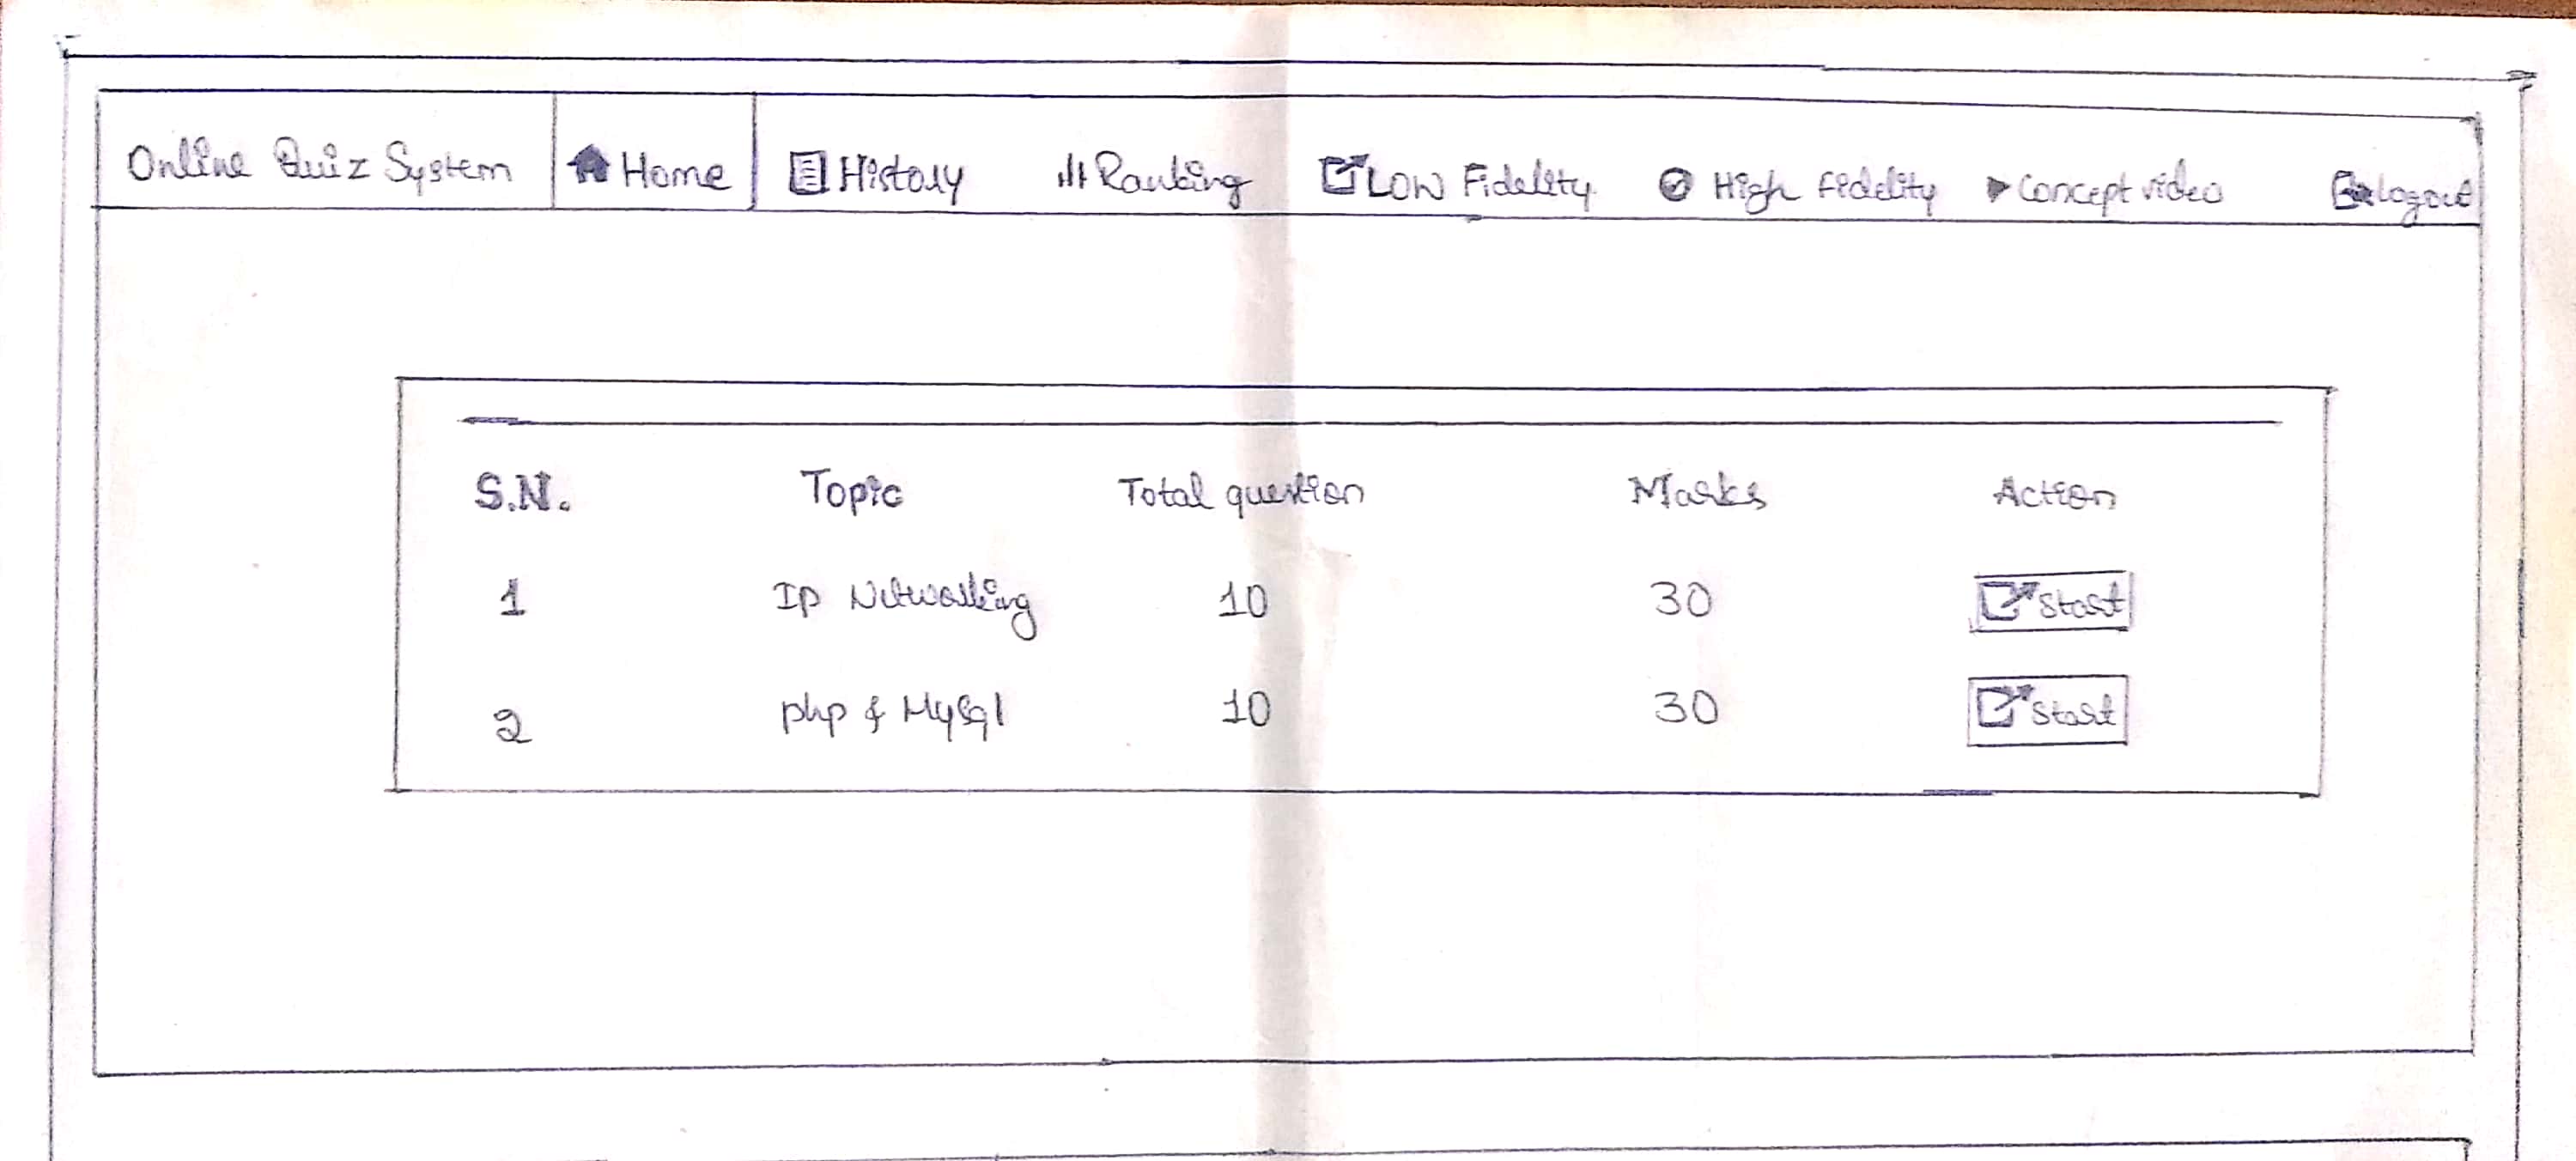 Online Quiz System Home History Ranking LOW Fidelity High Fidelity Concept video Logout
S.N. Topic Total question Marks Action
1 IP Networking 10 30 Start
2 php & Mysql 10 30 Start